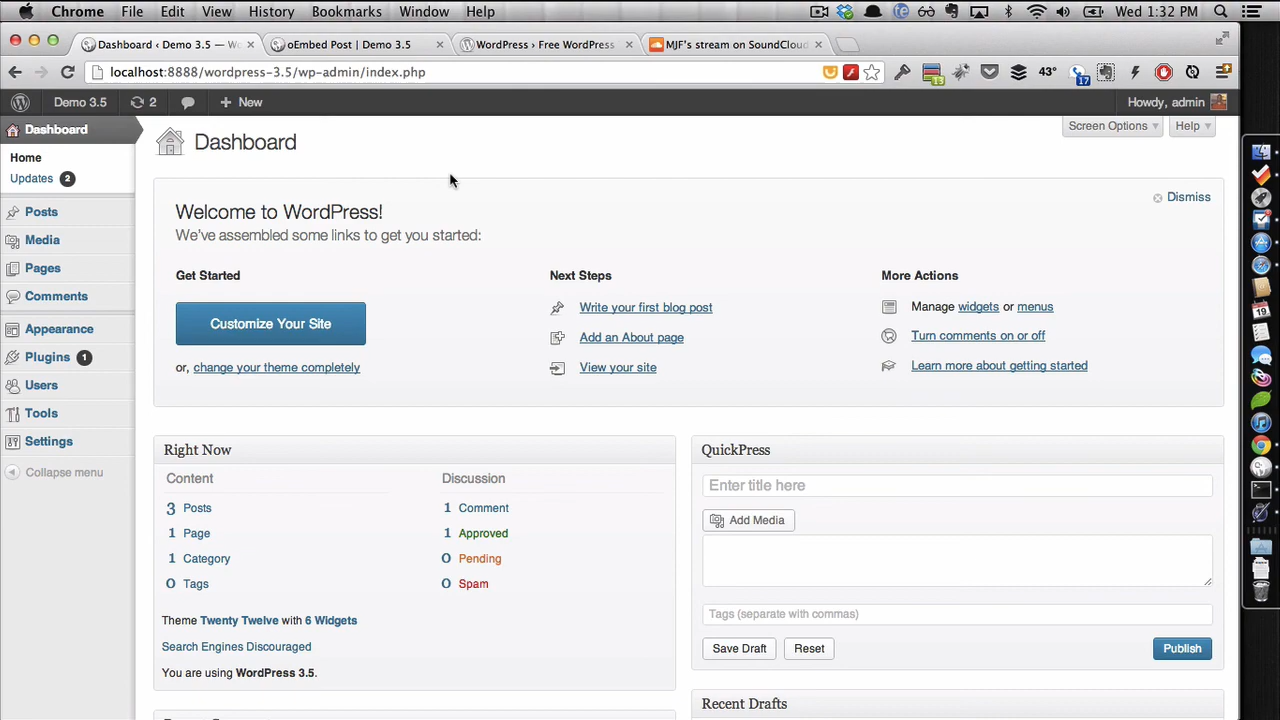 Chrome File Edit View History Bookmarks Window Help Wed 1:32 PM
Dashboard ‹ Demo 3.5 — Wo oEmbed Post | Demo 3.5 WordPress › Free WordPress MJF's stream on SoundCloud
localhost:8888/wordpress-3.5/wp-admin/index.php 13 43° 17
Demo 3.5 2 + New Howdy, admin
Dashboard
Home
Updates 2
Posts
Media
Pages
Comments
Appearance
Plugins 1
Users
Tools
Settings
Collapse menu
Dashboard
Screen Options Help
Welcome to WordPress!
We've assembled some links to get you started:
Dismiss
Get Started
Customize Your Site
or, change your theme completely
Next Steps
Write your first blog post
Add an About page
View your site
More Actions
Manage widgets or menus
Turn comments on or off
Learn more about getting started
Right Now
Content
3 Posts
1 Page
1 Category
0 Tags
Discussion
1 Comment
1 Approved
0 Pending
0 Spam
Theme Twenty Twelve with 6 Widgets
Search Engines Discouraged
You are using WordPress 3.5.
QuickPress
Enter title here
Add Media
Tags (separate with commas)
Save Draft Reset Publish
Recent Drafts
19